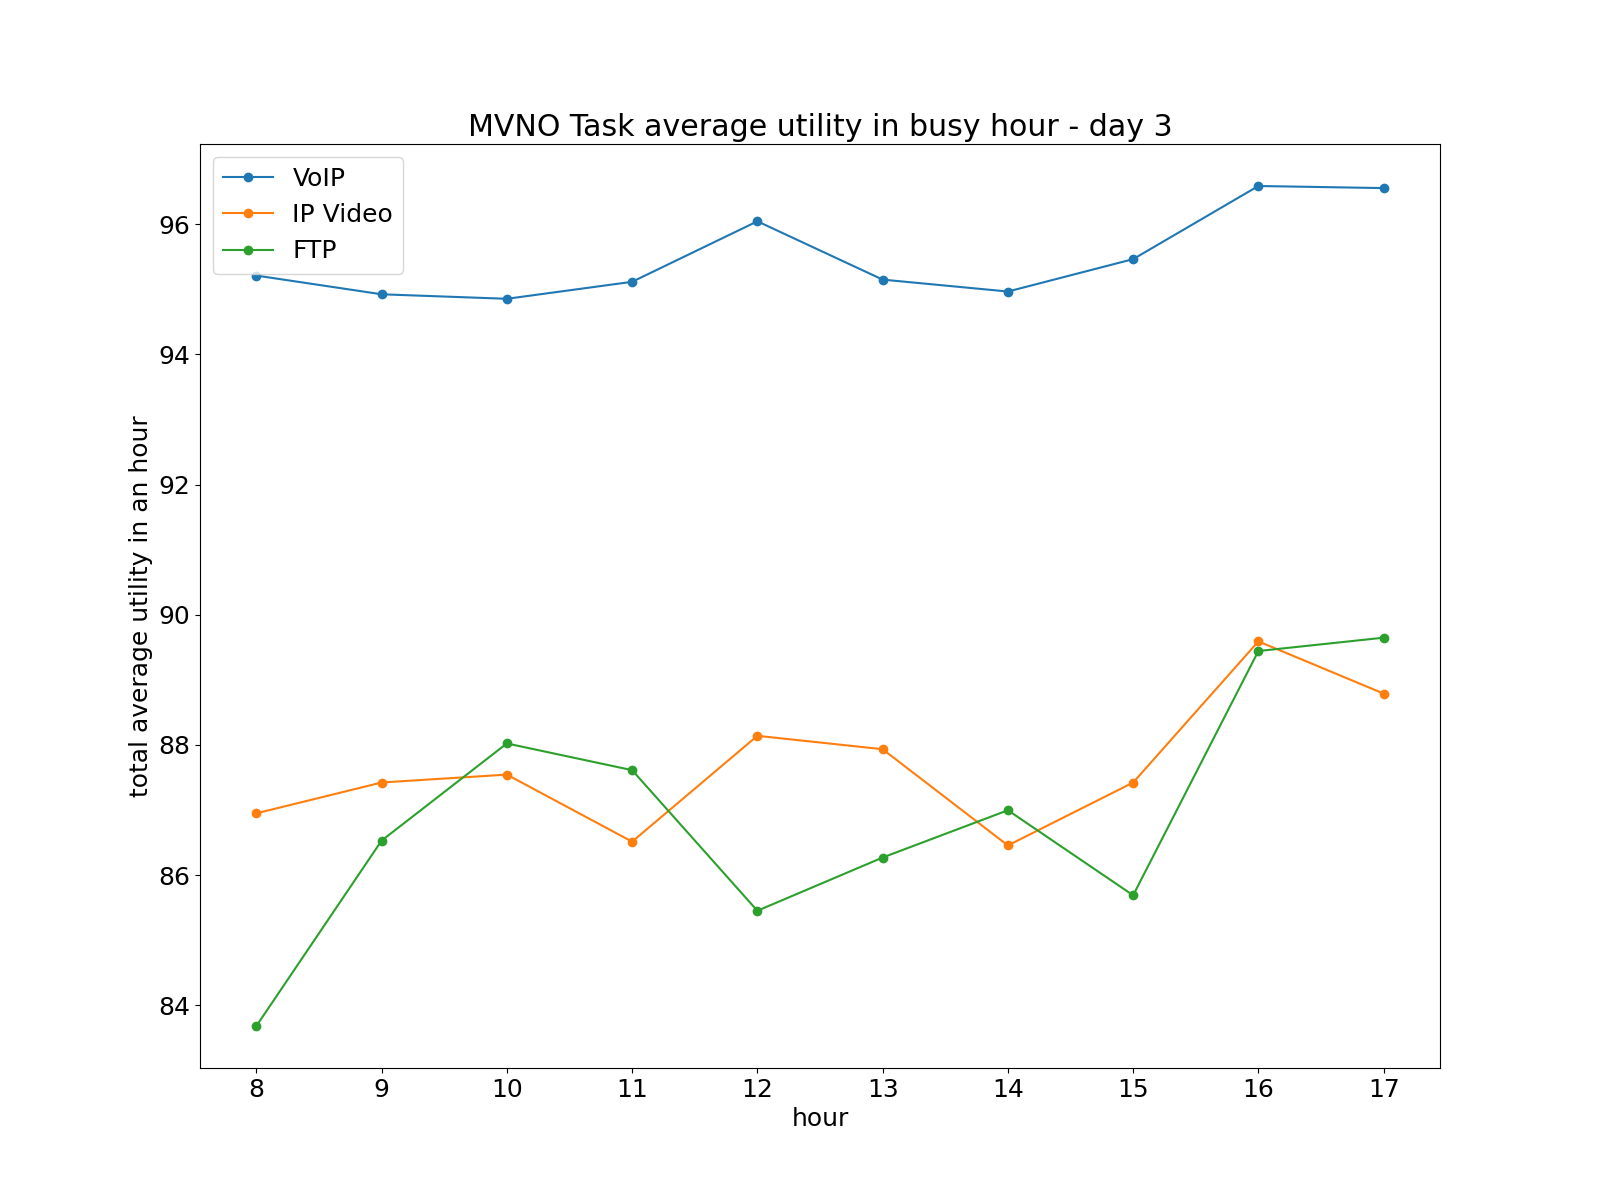 MVNO Task average utility in busy hour - day 3
VoIP
IP Video
FTP
total average utility in an hour
96
94
92
90
88
86
84
8 9 10 11 12 13 14 15 16 17
hour